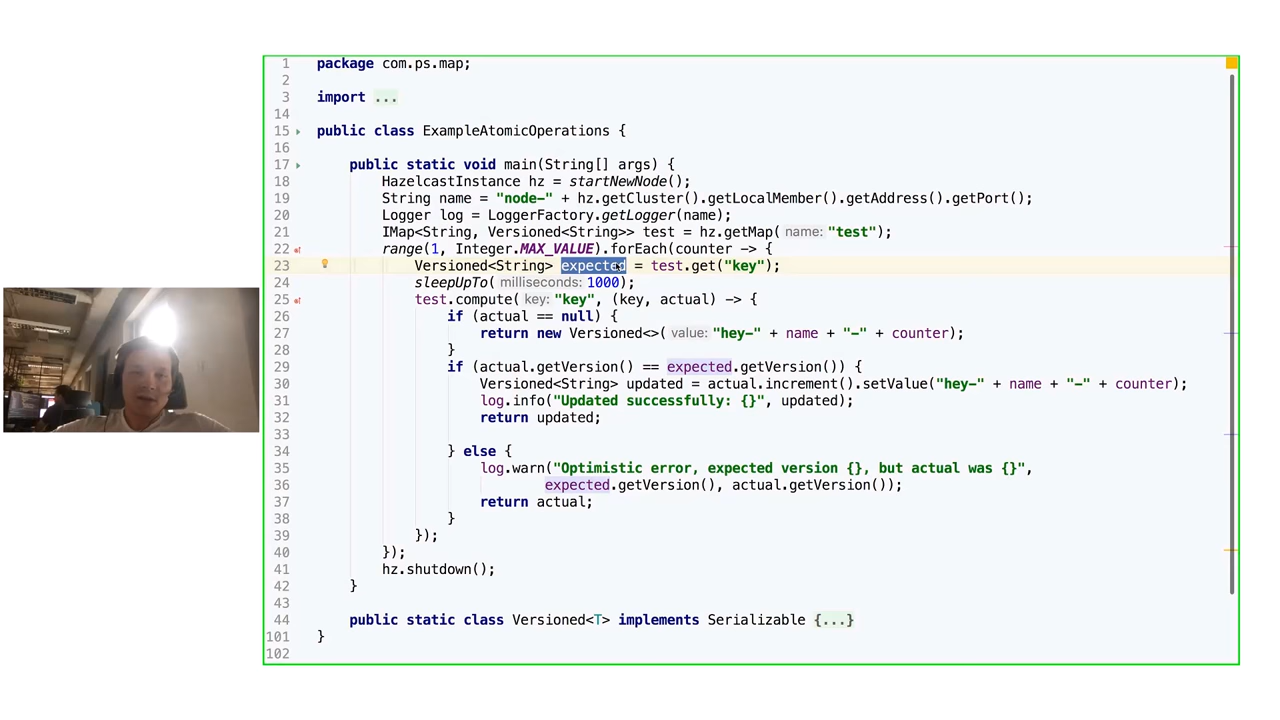 1 package com.ps.map;
2
3 import ...
14
15 public class ExampleAtomicOperations {
16
17 public static void main(String[] args) {
18 HazelcastInstance hz = startNewNode();
19 String name = "node-" + hz.getCluster().getLocalMember().getAddress().getPort();
20 Logger log = LoggerFactory.getLogger(name);
21 IMap<String, Versioned<String>> test = hz.getMap( name: "test");
22 range(1, Integer.MAX_VALUE).forEach(counter -> {
23 Versioned<String> expected = test.get("key");
24 sleepUpTo( milliseconds: 1000);
25 test.compute( key: "key", (key, actual) -> {
26 if (actual == null) {
27 return new Versioned<>( value: "hey-" + name + "-" + counter);
28 }
29 if (actual.getVersion() == expected.getVersion()) {
30 Versioned<String> updated = actual.increment().setValue("hey-" + name + "-" + counter);
31 log.info("Updated successfully: {}", updated);
32 return updated;
33
34 } else {
35 log.warn("Optimistic error, expected version {}, but actual was {}",
36 expected.getVersion(), actual.getVersion());
37 return actual;
38 }
39 });
40 });
41 hz.shutdown();
42 }
43
44 public static class Versioned<T> implements Serializable {...}
101 }
102